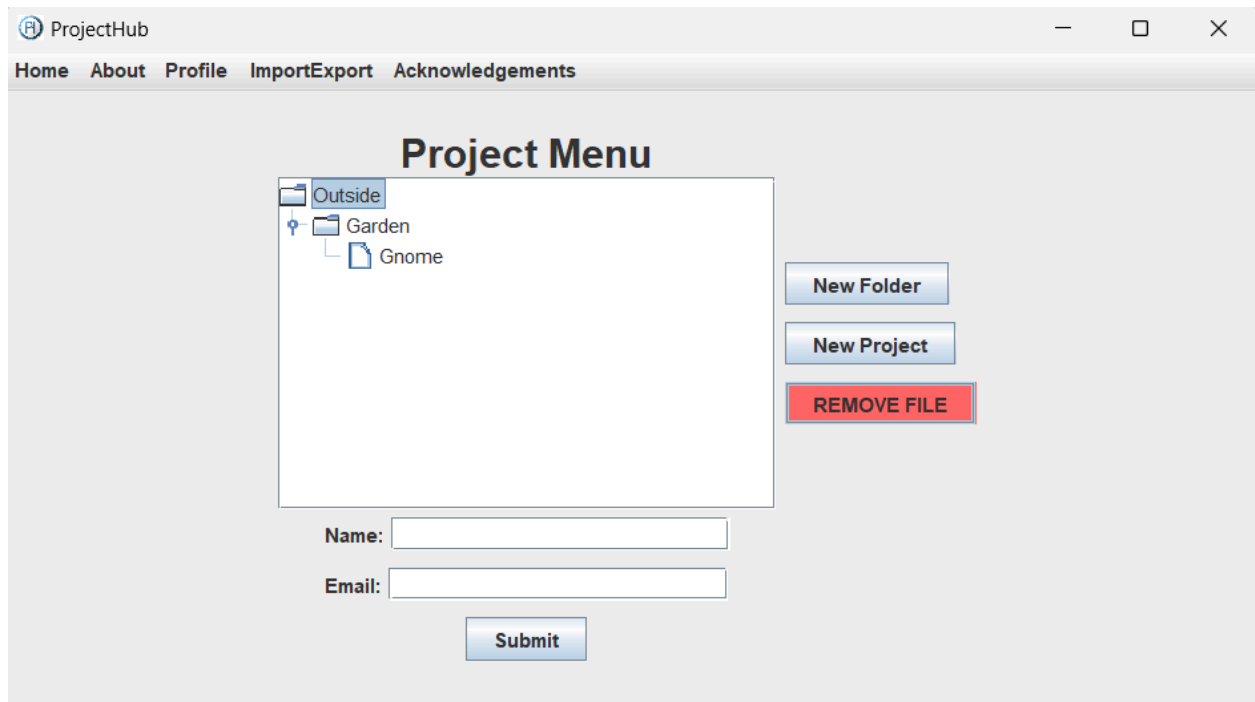 ProjectHub
Home About Profile ImportExport Acknowledgements
Project Menu
Outside
Garden
Gnome
New Folder
New Project
REMOVE FILE
Name:
Email:
Submit